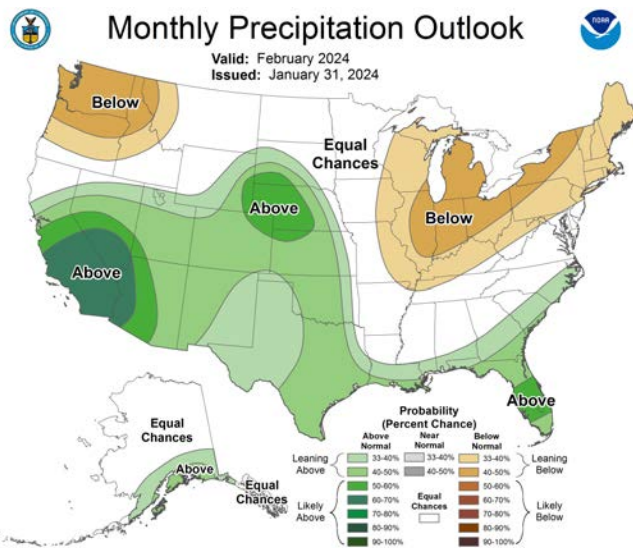 NOAA
Monthly Precipitation Outlook
Valid: February 2024
Issued: January 31, 2024
Below
Equal
Chances
Above
Below
Above
Above
Equal
Chances
Above
Equal
Chances
Probability
(Percent Chance)
Above
Normal
Near
Normal
Below
Normal
Leaning
Above
33-40%
33-40%
33-40%
Leaning
Below
40-50%
40-50%
40-50%
Likely
Above
50-60%
Equal
Chances
50-60%
Likely
Below
60-70%
60-70%
70-80%
70-80%
80-90%
80-90%
90-100%
90-100%